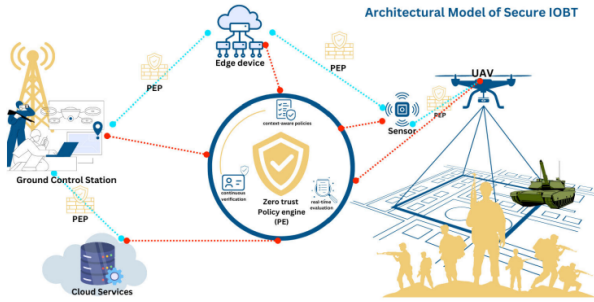 Architectural Model of Secure IOBT
Edge device
PEP
PEP
UAV
PEP
Sensor
context-aware policies
Ground Control Station
continuous
verification
real-time
evaluation
Zero trust
Policy engine
(PE)
PEP
Cloud Services